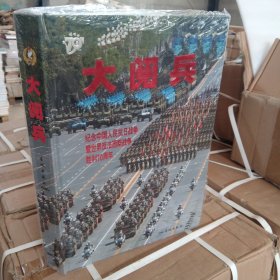 大阅兵
纪念中国人民抗日战争
暨世界反法西斯战争
胜利70周年
大阅兵